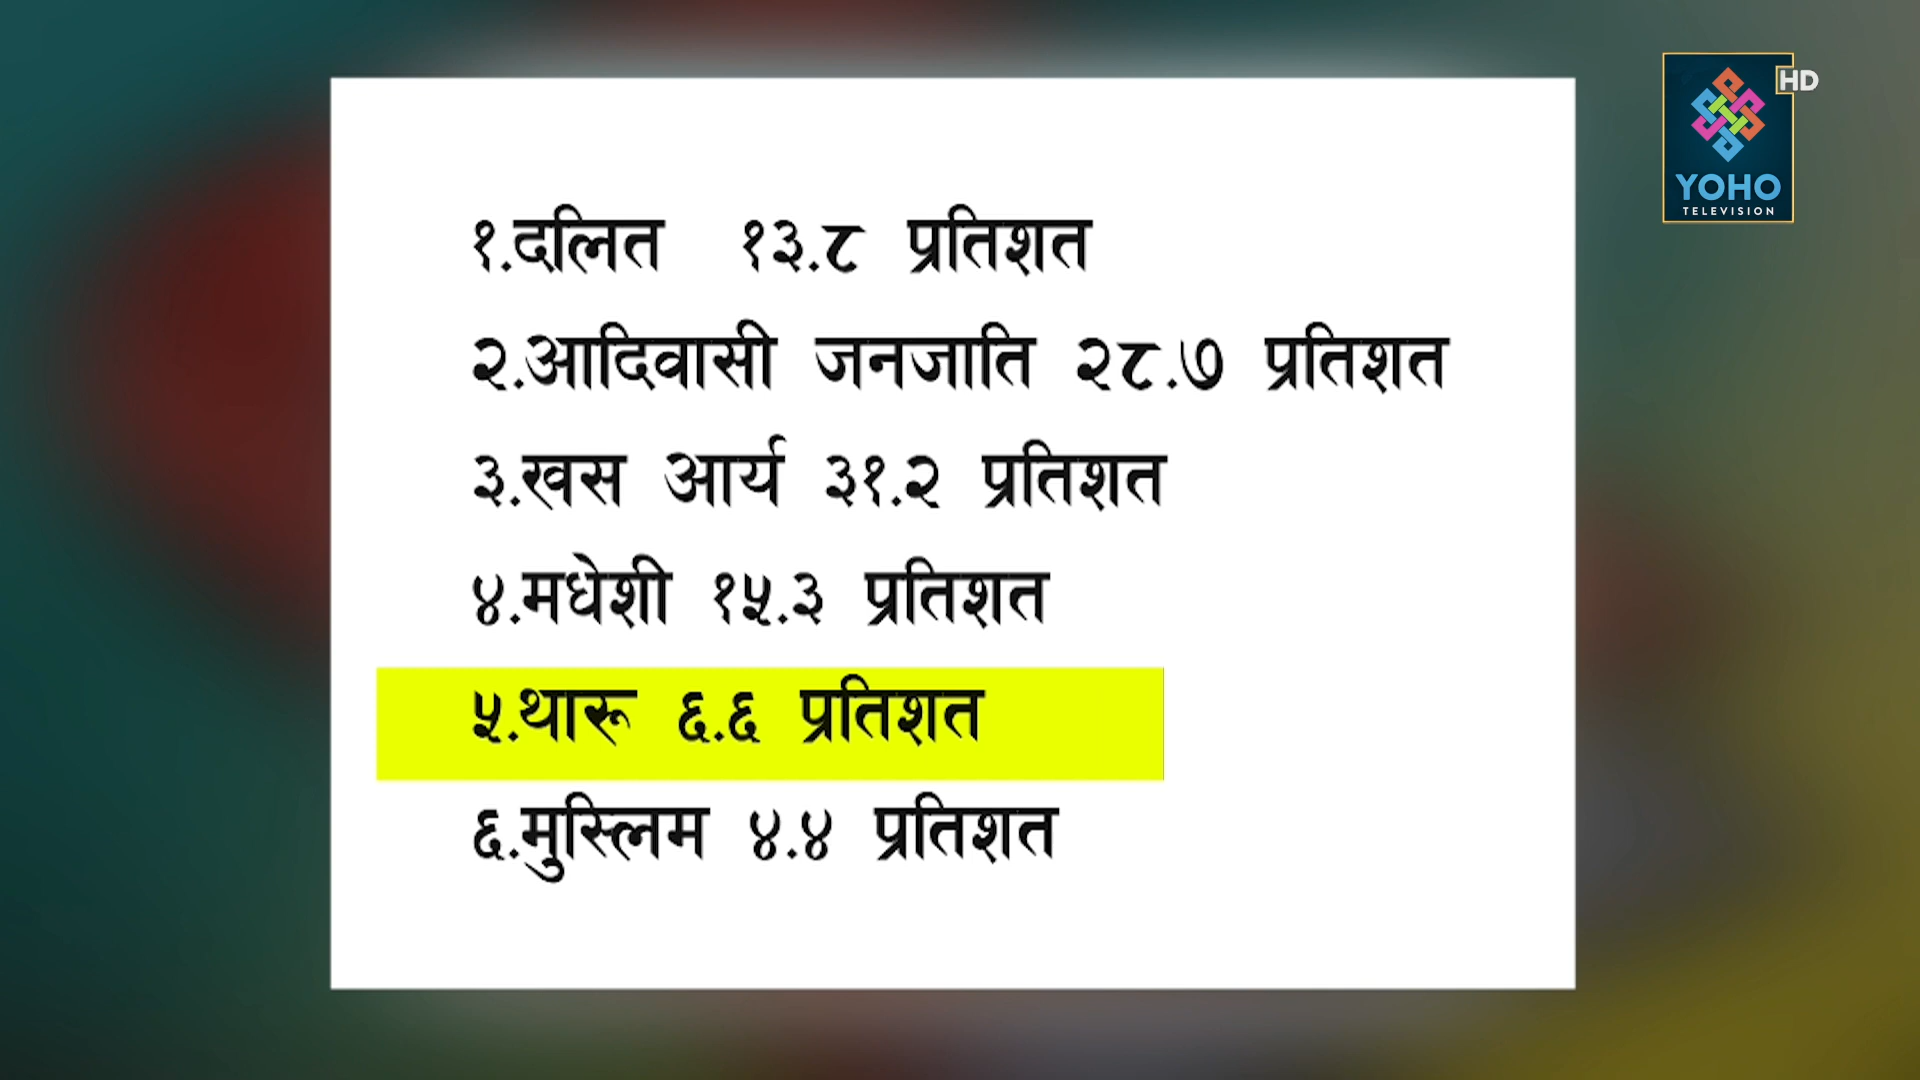 HD
YOHO
TELEVISION
१.दलित १३.८ प्रतिशत
२.आदिवासी जनजाति २८.७ प्रतिशत
३.खस आर्य ३१.२ प्रतिशत
४.मधेशी १५.३ प्रतिशत
५.थारू ६.६ प्रतिशत
६.मुस्लिम ४.४ प्रतिशत